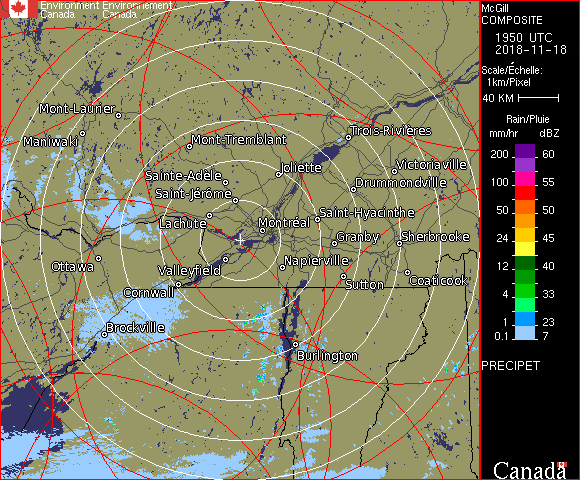 Environment Environnement
Canada Canada
McGill
COMPOSITE
1950 UTC
2018-11-18
Scale/Échelle:
1km/Pixel
40 KM
Rain/Pluie
mm/hr dBZ
200 60
100 55
50 50
24 45
12 40
4 33
1 23
0.1 7
PRECIPET
Canada
Mont-Laurier
Maniwaki
Mont-Tremblant
Trois-Rivières
Joliette
Victoriaville
Sainte-Adèle
Drummondville
Saint-Jérôme
Lachute
Saint-Hyacinthe
Montréal
Granby
Sherbrooke
Ottawa
Valleyfield
Napierville
Cornwall
Sutton
Coaticook
Brockville
Burlington